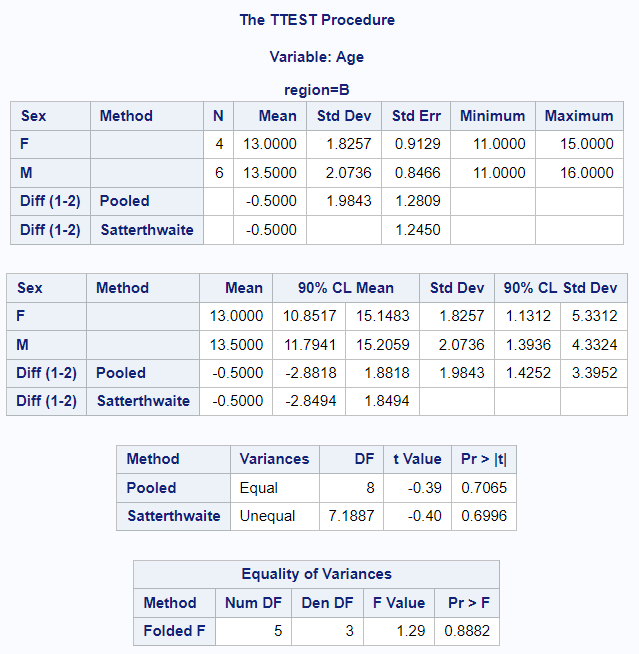 The TTEST Procedure
Variable: Age
region=B
Sex Method N Mean Std Dev Std Err Minimum Maximum
F 4 13.0000 1.8257 0.9129 11.0000 15.0000
M 6 13.5000 2.0736 0.8466 11.0000 16.0000
Diff (1-2) Pooled -0.5000 1.9843 1.2809
Diff (1-2) Satterthwaite -0.5000 1.2450
Sex Method Mean 90% CL Mean Std Dev 90% CL Std Dev
F 13.0000 10.8517 15.1483 1.8257 1.1312 5.3312
M 13.5000 11.7941 15.2059 2.0736 1.3936 4.3324
Diff (1-2) Pooled -0.5000 -2.8818 1.8818 1.9843 1.4252 3.3952
Diff (1-2) Satterthwaite -0.5000 -2.8494 1.8494
Method Variances DF t Value Pr > |t|
Pooled Equal 8 -0.39 0.7065
Satterthwaite Unequal 7.1887 -0.40 0.6996
Equality of Variances
Method Num DF Den DF F Value Pr > F
Folded F 5 3 1.29 0.8882